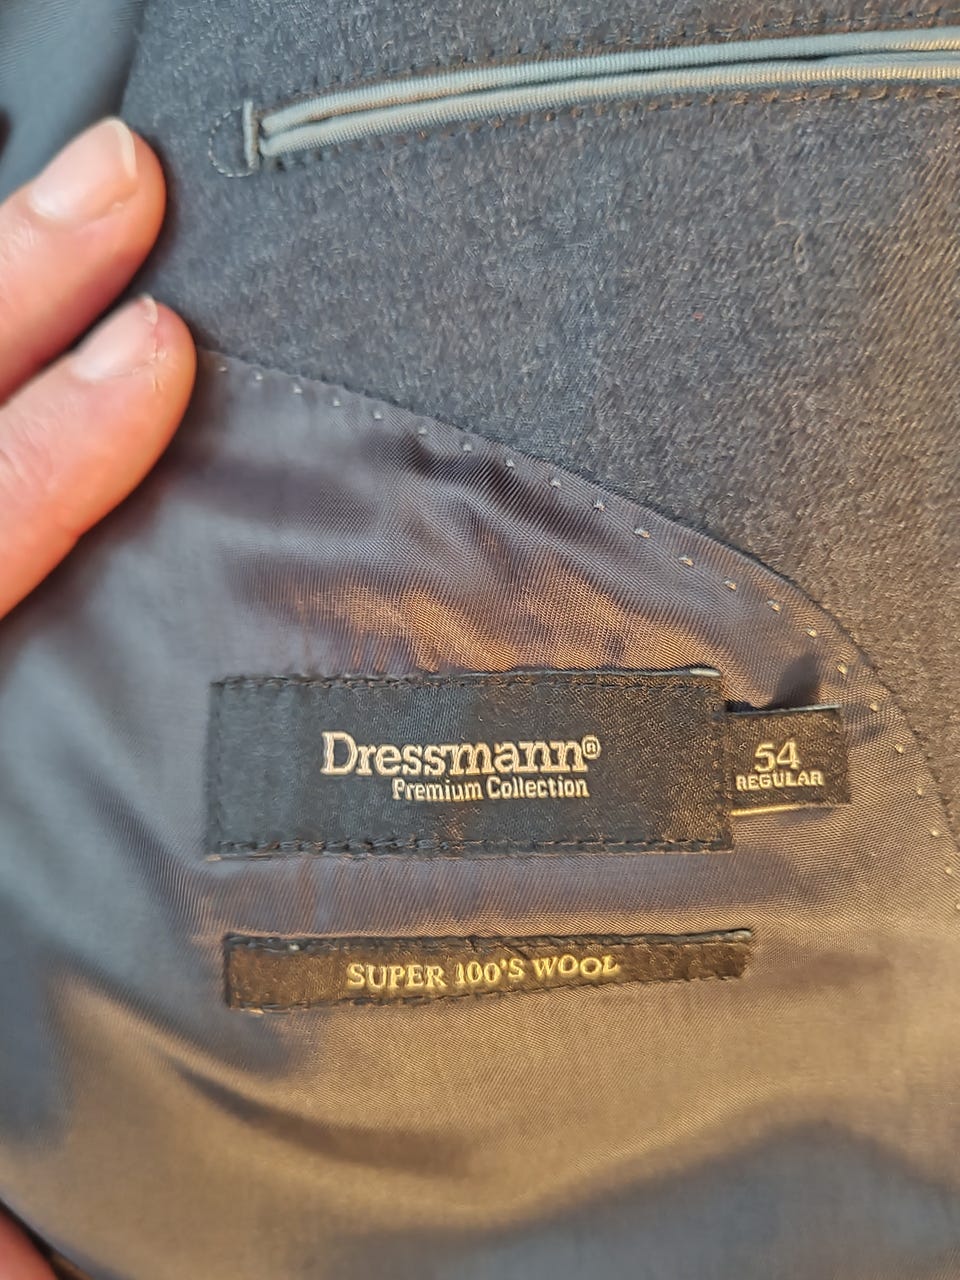 Dressmann®
Premium Collection
54
REGULAR
SUPER 100'S WOOL